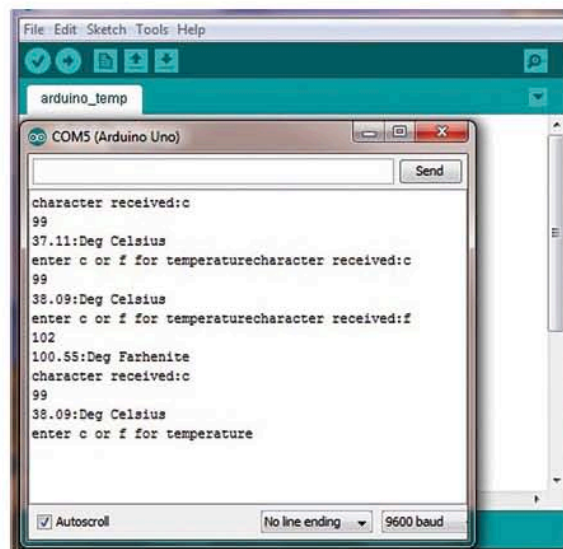 File Edit Sketch Tools Help
arduino_temp
COM5 (Arduino Uno)
Send
character received:c
99
37.11:Deg Celsius
enter c or f for temperaturecharacter received:c
99
38.09:Deg Celsius
enter c or f for temperaturecharacter received:f
102
100.55:Deg Farhenite
character received:c
99
38.09:Deg Celsius
enter c or f for temperature
Autoscroll No line ending 9600 baud